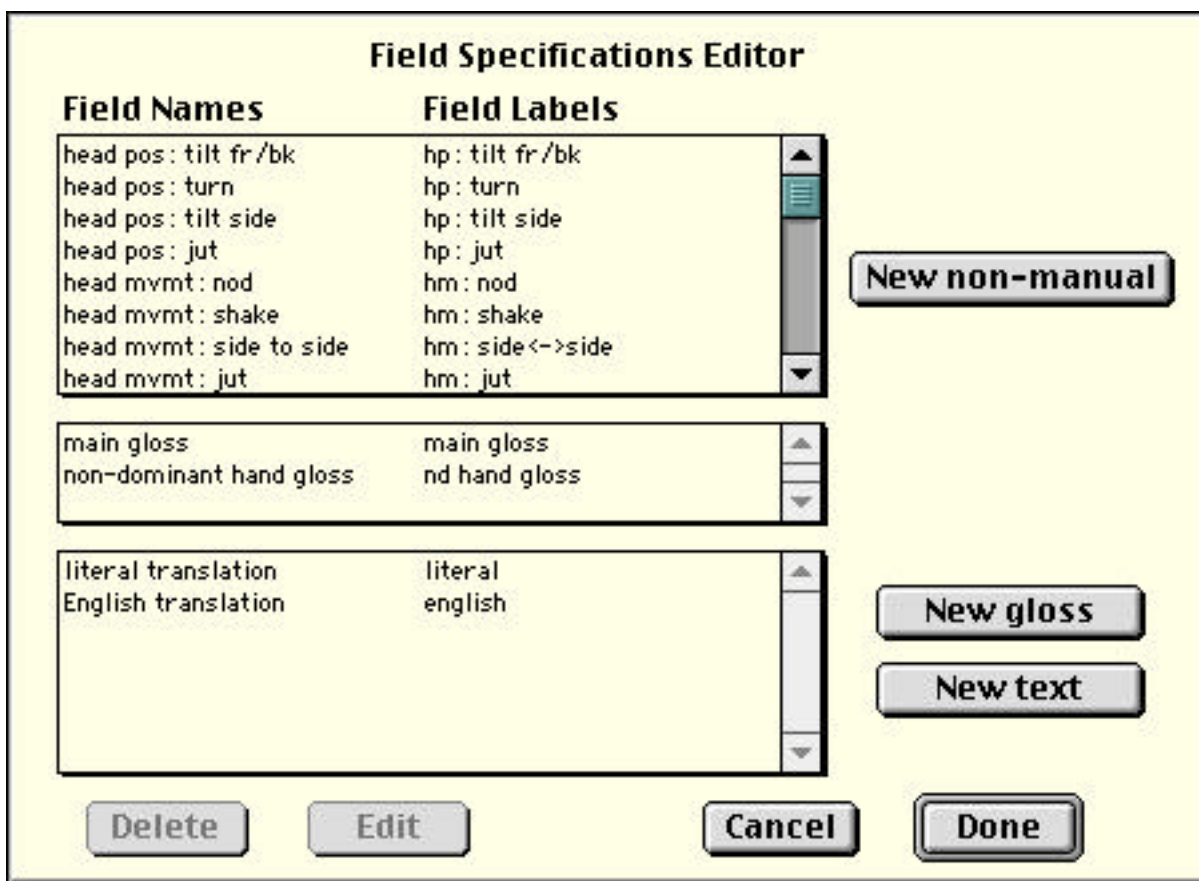 Field Specifications Editor
Field Names Field Labels
head pos: tilt fr/bk hp: tilt fr/bk
head pos: turn hp: turn
head pos: tilt side hp: tilt side
head pos: jut hp: jut
head mvmt: nod hm: nod
head mvmt: shake hm: shake
head mvmt: side to side hm: side<->side
head mvmt: jut hm: jut
New non-manual
main gloss main gloss
non-dominant hand gloss nd hand gloss
literal translation literal
English translation english
New gloss
New text
Delete Edit Cancel Done